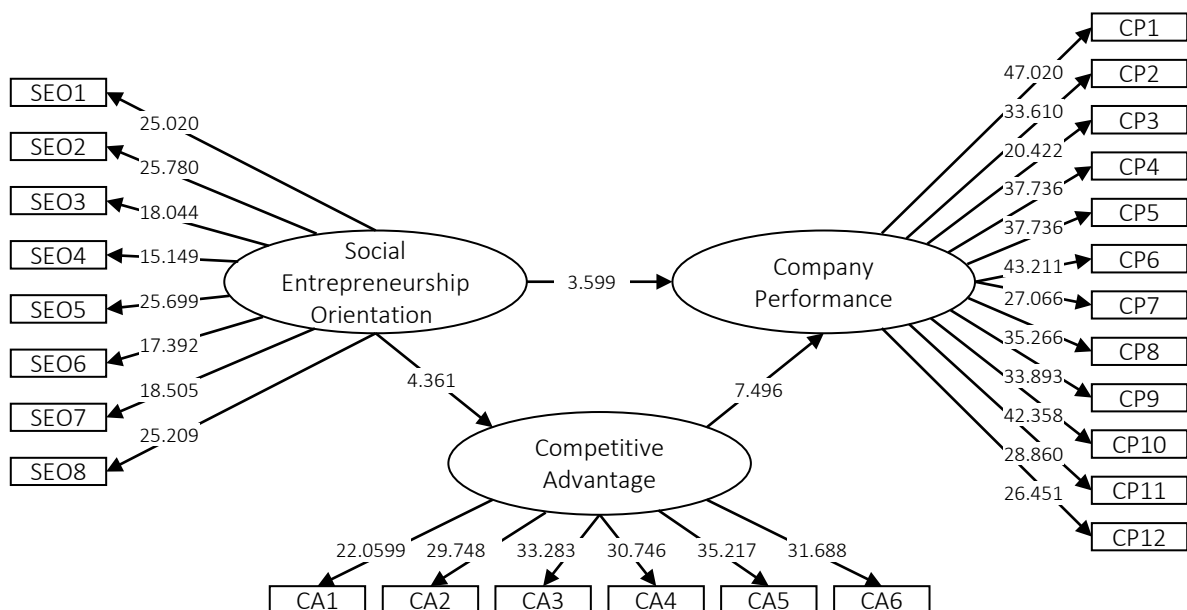 SEO1
SEO2
SEO3
SEO4
SEO5
SEO6
SEO7
SEO8
25.020
25.780
18.044
15.149
25.699
17.392
18.505
25.209
Social
Entrepreneurship
Orientation
3.599
4.361
7.496
Company
Performance
Competitive
Advantage
47.020
33.610
20.422
37.736
37.736
43.211
27.066
35.266
33.893
42.358
28.860
26.451
CP1
CP2
CP3
CP4
CP5
CP6
CP7
CP8
CP9
CP10
CP11
CP12
22.0599
29.748
33.283
30.746
35.217
31.688
CA1
CA2
CA3
CA4
CA5
CA6